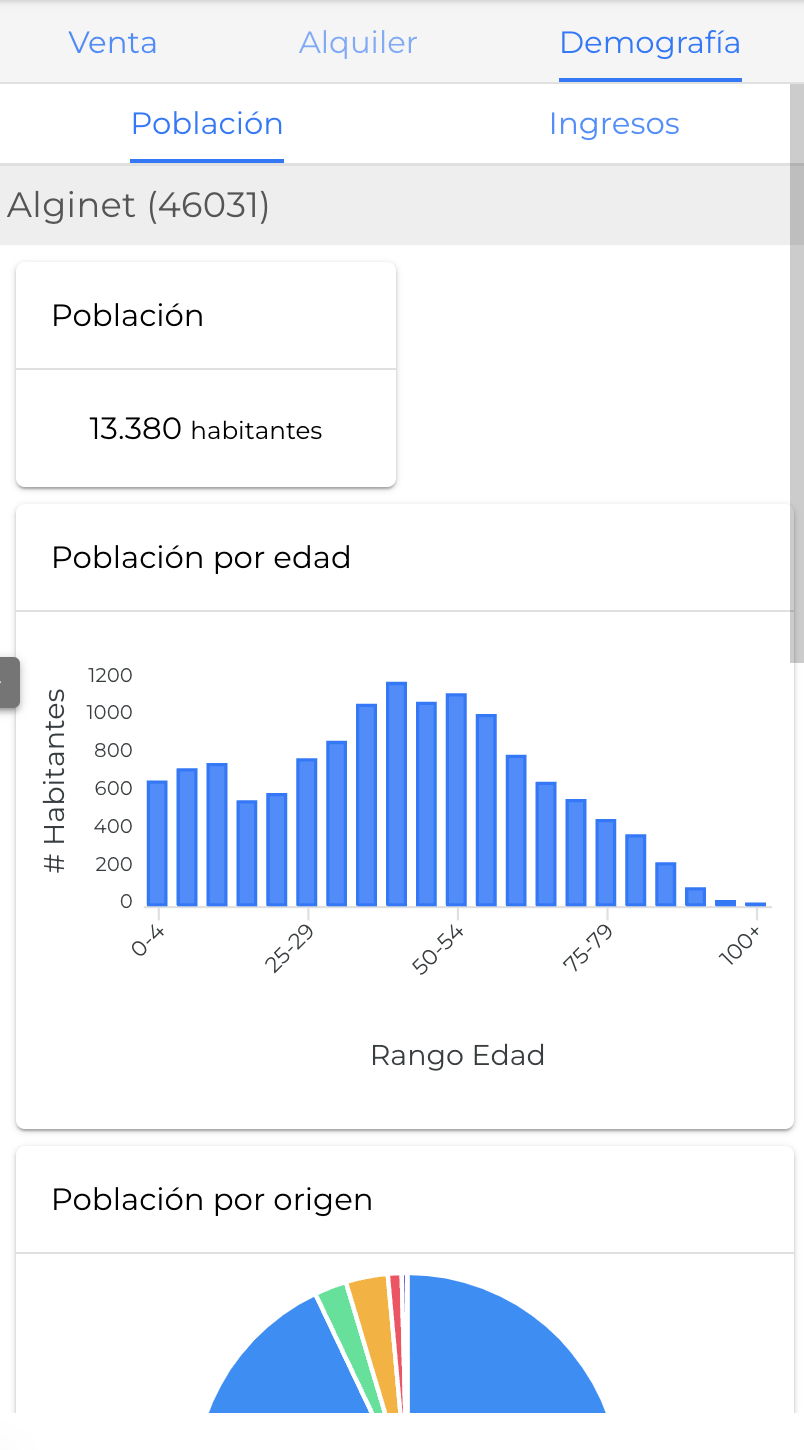 Venta Alquiler Demografía
Población Ingresos
Alginet (46031)
Población
13.380 habitantes
Población por edad
# Habitantes
1200
1000
800
600
400
200
0
0-4 25-29 50-54 75-79 100+
Rango Edad
Población por origen